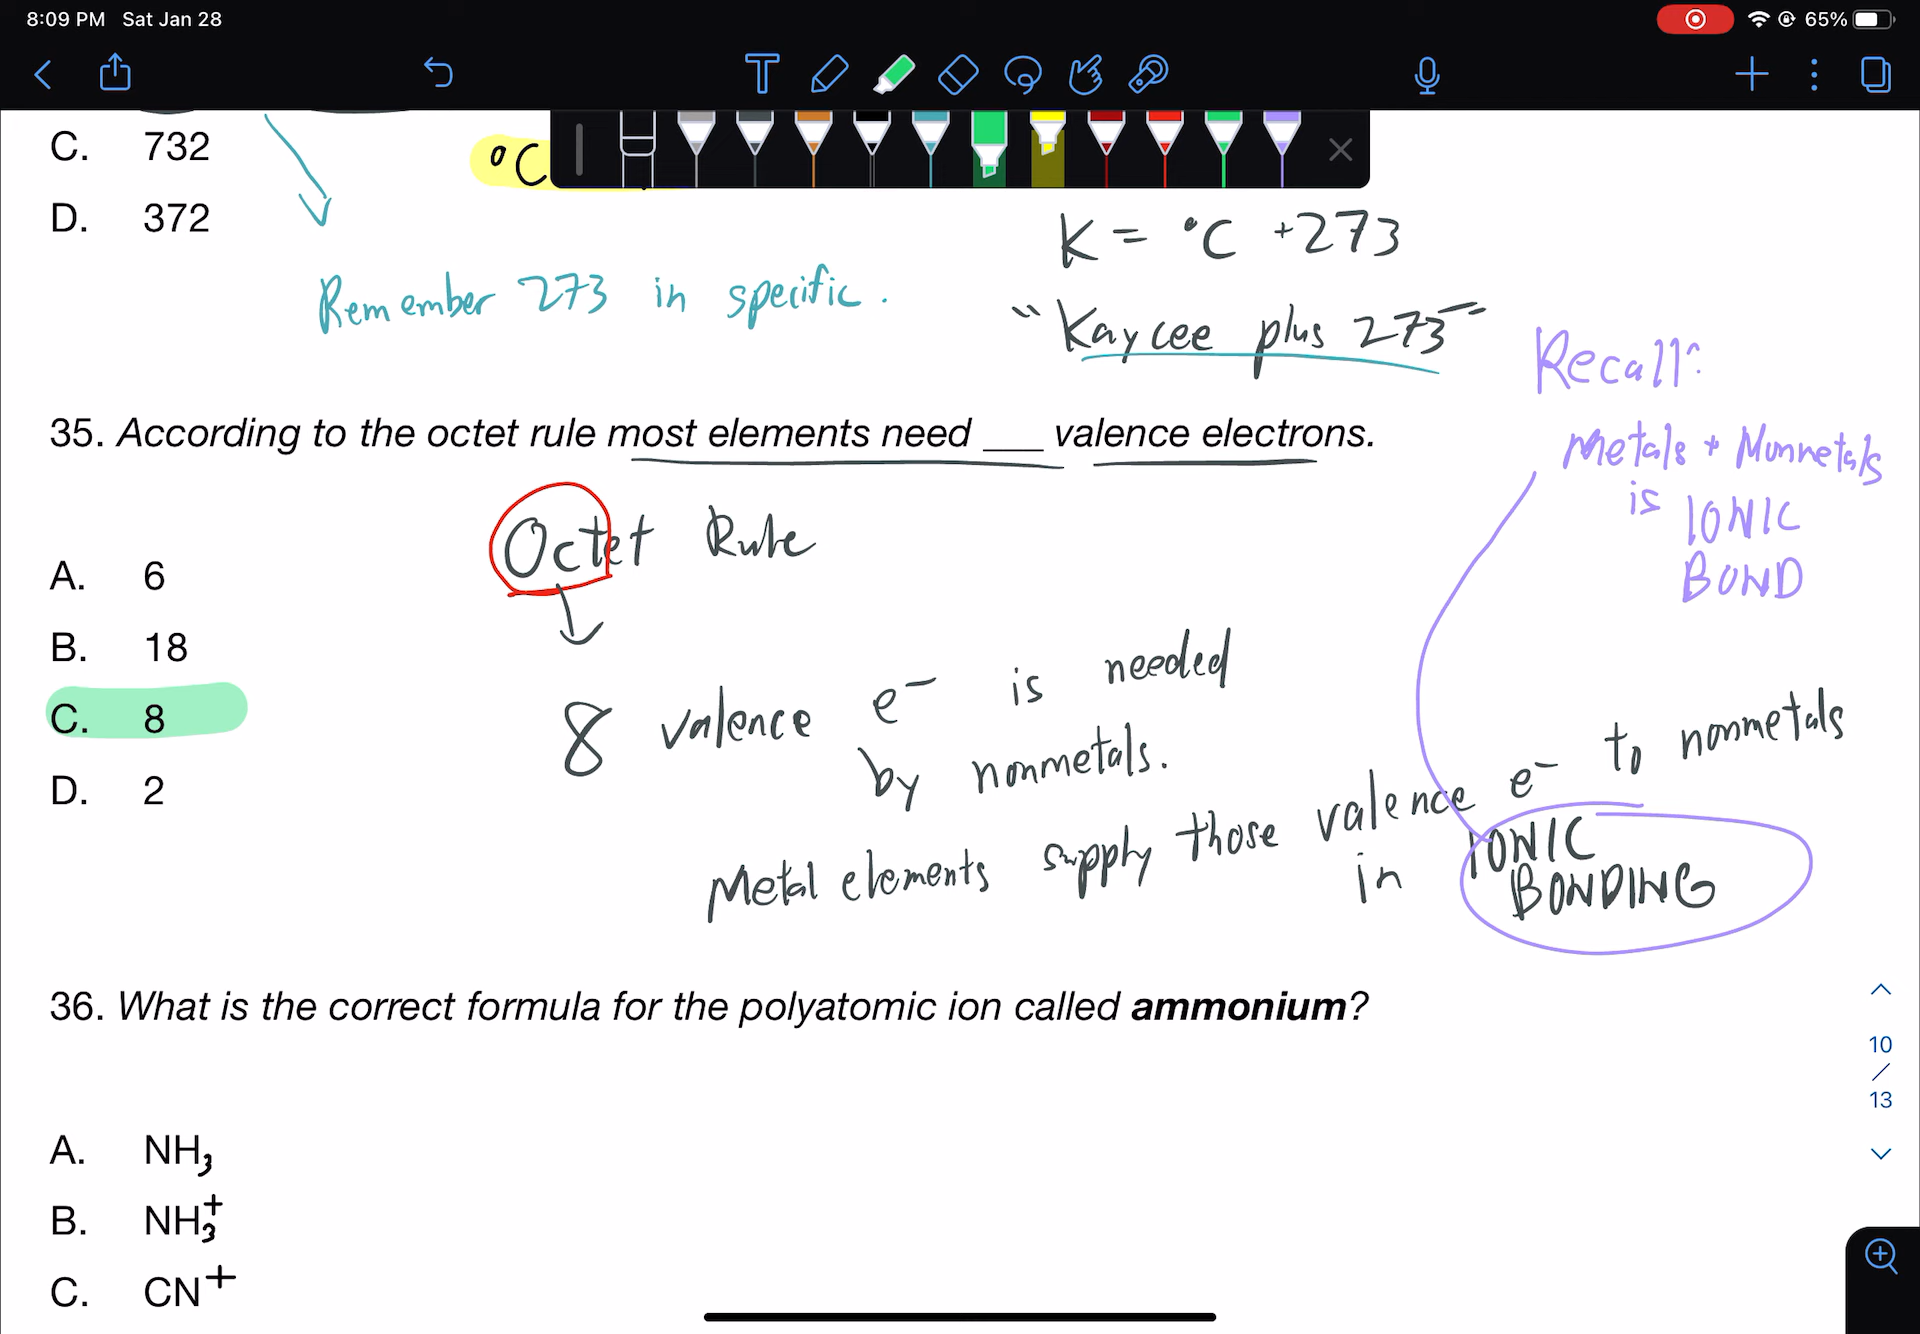 8:09 PM Sat Jan 28
65%
C. 732
°C
D. 372
K = °C +273
Remember 273 in specific.
"Kaycee plus 273"
Recall:
Metals + Nonmetals
is IONIC
BOND
35. According to the octet rule most elements need ___ valence electrons.
Octet Rule
A. 6
B. 18
C. 8
D. 2
8 valence e⁻ is needed
by nonmetals.
Metal elements supply those valence e⁻ to nonmetals
in IONIC
BONDING
36. What is the correct formula for the polyatomic ion called ammonium?
10
/
13
A. NH₃
B. NH₃⁺
C. CN⁺